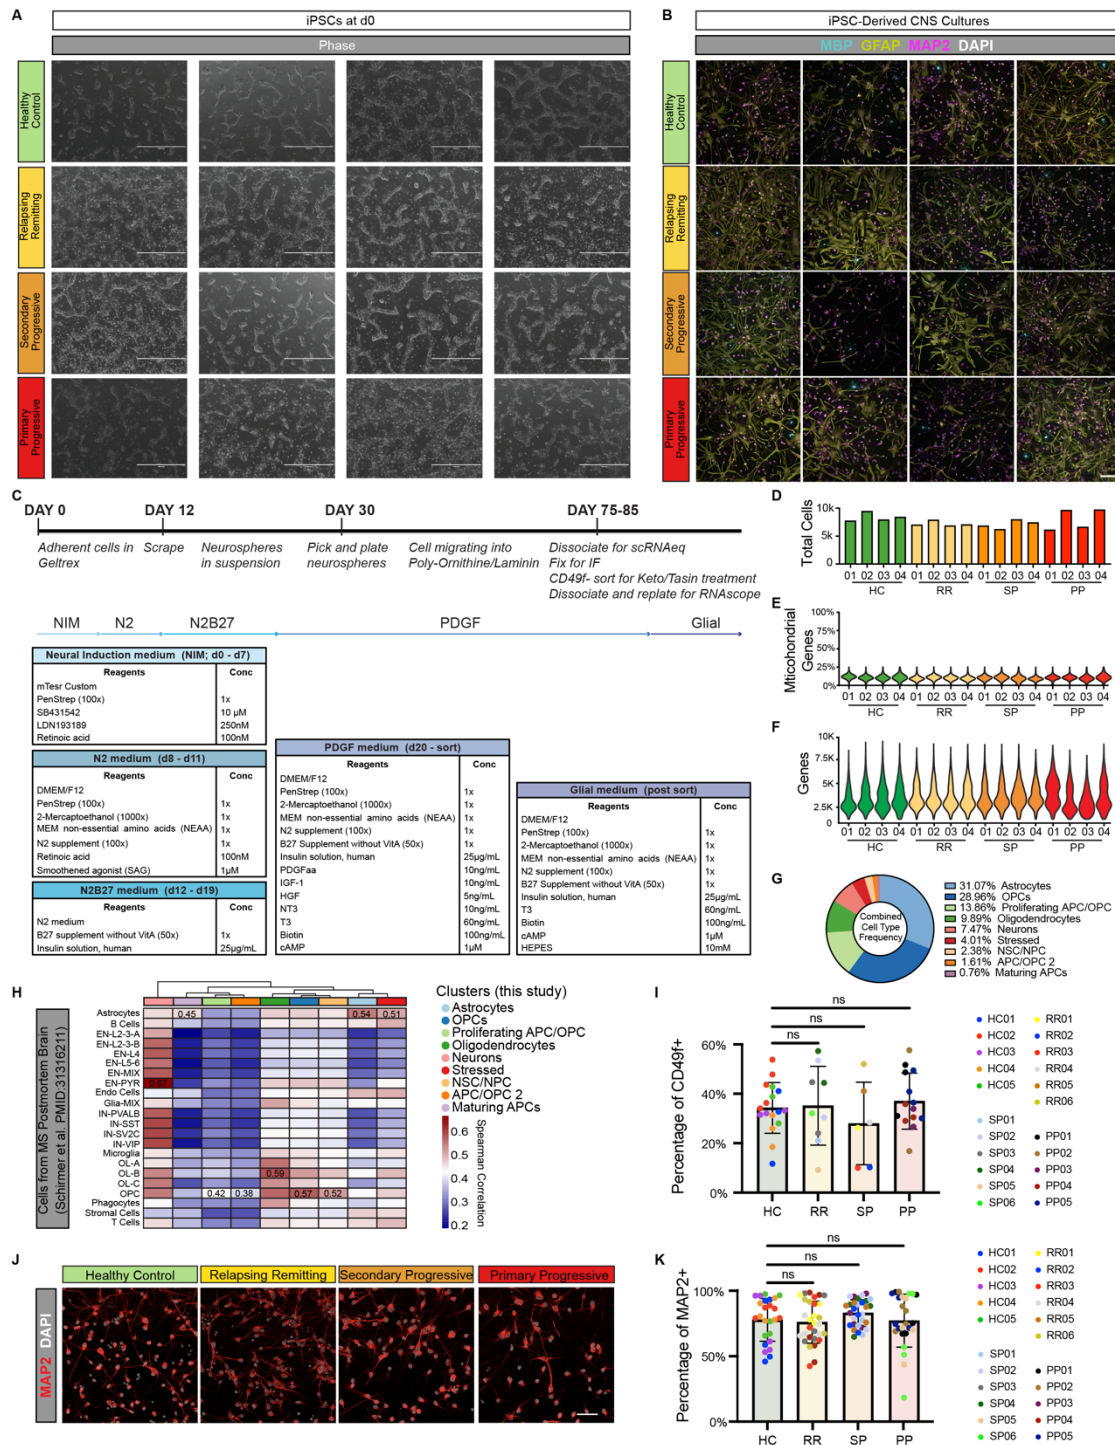 A
iPSCs at d0
Phase
Healthy Control
Relapsing Remitting
Secondary Progressive
Primary Progressive
B
iPSC-Derived CNS Cultures
MBP GFAP MAP2 DAPI
Healthy Control
Relapsing Remitting
Secondary Progressive
Primary Progressive
C
DAY 0
DAY 12
DAY 30
DAY 75-85
Adherent cells in Geltrex
Scrape
Neurospheres in suspension
Pick and plate neurospheres
Cell migrating into Poly-Ornithine/Laminin
Dissociate for scRNAeq
Fix for IF
CD49f- sort for Keto/Tasin treatment
Dissociate and replate for RNAscope
NIM N2 N2B27 PDGF Glial
Neural Induction medium (NIM; d0 - d7)
Reagents Conc
mTesr Custom
PenStrep (100x) 1x
SB431542 10 µM
LDN193189 250nM
Retinoic acid 100nM
N2 medium (d8 - d11)
Reagents Conc
DMEM/F12
PenStrep (100x) 1x
2-Mercaptoethanol (1000x) 1x
MEM non-essential amino acids (NEAA) 1x
N2 supplement (100x) 1x
Retinoic acid 100nM
Smoothened agonist (SAG) 1µM
N2B27 medium (d12 - d19)
Reagents Conc
N2 medium
B27 supplement without VitA (50x) 1x
Insulin solution, human 25µg/mL
PDGF medium (d20 - sort)
Reagents Conc
DMEM/F12
PenStrep (100x) 1x
2-Mercaptoethanol (1000x) 1x
MEM non-essential amino acids (NEAA) 1x
N2 supplement (100x) 1x
B27 Supplement without VitA (50x) 1x
Insulin solution, human 25µg/mL
PDGFaa 10ng/mL
IGF-1 10ng/mL
HGF 5ng/mL
NT3 10ng/mL
T3 60ng/mL
Biotin 100ng/mL
cAMP 1µM
Glial medium (post sort)
Reagents Conc
DMEM/F12
PenStrep (100x) 1x
2-Mercaptoethanol (1000x) 1x
MEM non-essential amino acids (NEAA) 1x
N2 supplement (100x) 1x
B27 Supplement without VitA (50x) 1x
Insulin solution, human 25µg/mL
T3 60ng/mL
Biotin 100ng/mL
cAMP 1µM
HEPES 10mM
D
Total Cells
10k
5k
0
01 02 03 04 01 02 03 04 01 02 03 04 01 02 03 04
HC RR SP PP
E
Mticohondrial Genes
100%
75%
50%
25%
0%
01 02 03 04 01 02 03 04 01 02 03 04 01 02 03 04
HC RR SP PP
F
Genes
7.5K
5K
2.5K
01 02 03 04 01 02 03 04 01 02 03 04 01 02 03 04
HC RR SP PP
G
Combined Cell Type Frequency
31.07% Astrocytes
28.96% OPCs
13.86% Proliferating APC/OPC
9.89% Oligodendrocytes
7.47% Neurons
4.01% Stressed
2.38% NSC/NPC
1.61% APC/OPC 2
0.76% Maturing APCs
H
Cells from MS Postmortem Brain
(Schirmer et al. PMID:31316211)
Astrocytes 0.45 0.54 0.51
B Cells
EN-L2-3-A
EN-L2-3-B
EN-L4
EN-L5-6
EN-MIX
EN-PYR 0.67
Endo Cells
Glia-MIX
IN-PVALB
IN-SST
IN-SV2C
IN-VIP
Microglia
OL-A
OL-B 0.59
OL-C
OPC 0.42 0.38 0.57 0.52
Phagocytes
Stromal Cells
T Cells
Clusters (this study)
Astrocytes
OPCs
Proliferating APC/OPC
Oligodendrocytes
Neurons
Stressed
NSC/NPC
APC/OPC 2
Maturing APCs
0.6
0.5
0.4
0.3
0.2
Spearman Correlation
I
ns
ns
ns
Percentage of CD49f+
60%
40%
20%
0%
HC RR SP PP
HC01 RR01
HC02 RR02
HC03 RR03
HC04 RR04
HC05 RR05
RR06
SP01
SP02 PP01
SP03 PP02
SP04 PP03
SP05 PP04
SP06 PP05
J
Healthy Control
Relapsing Remitting
Secondary Progressive
Primary Progressive
MAP2 DAPI
K
ns
ns
ns
Percentage of MAP2+
100%
50%
0%
HC RR SP PP
HC01 RR01
HC02 RR02
HC03 RR03
HC04 RR04
HC05 RR05
RR06
SP01
SP02 PP01
SP03 PP02
SP04 PP03
SP05 PP04
SP06 PP05